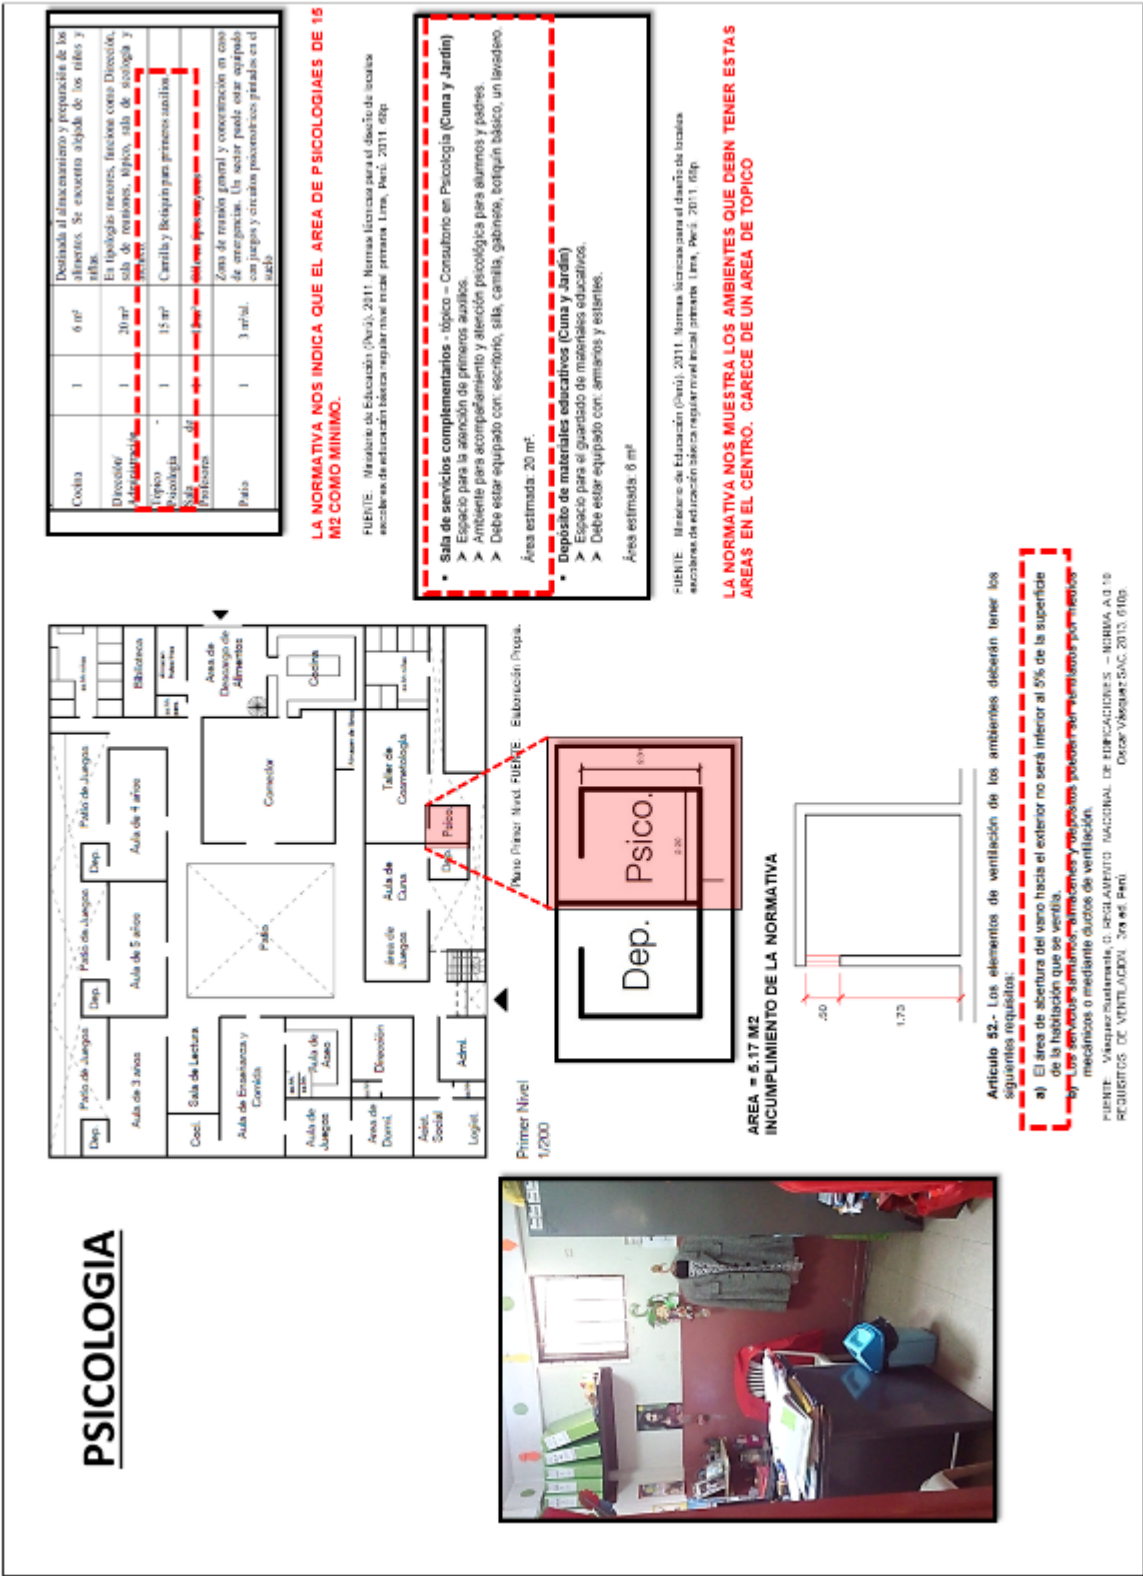 PSICOLOGIA
Dep.
Patio de Juegos
Dep.
Patio de Juegos
Dep.
Patio de Juegos
Aula de 3 años
Aula de 5 años
Aula de 4 años
Biblioteca
Coci.
Sala de Lectura
Area de
Descargo de
Alimentos
Aula de Enseñanza y
Comida
Patio
Comedor
Cocina
Aula de
Juegos
Aula de
Aseo
Area de
Dormi.
Dirección
área de
Juegos
Aula de
Cuna
Taller de
Cosmetología
Asist.
Social
Logist.
Admi.
Dep.
Psico.
Primer Nivel
1/200
Plano Primer Nivel. FUENTE: Elaboración Propia.
Dep.
Psico.
AREA = 5.17 M2
INCUMPLIMIENTO DE LA NORMATIVA
.50
1.73
Artículo 52.- Los elementos de ventilación de los ambientes deberán tener los
siguientes requisitos:
a) El área de abertura del vano hacia el exterior no será inferior al 5% de la superficie
de la habitación que se ventila.
b) Los servicios sanitarios, almacenes y depósitos pueden ser ventilados por medios
mecánicos o mediante ductos de ventilación.
FUENTE: Vásquez Bustamante, O. REGLAMENTO NACIONAL DE EDIFICACIONES – NORMA A.0.10
REQUISITOS DE VENTILACION. 3ra ed. Perú. Oscar Vásquez SAC. 2013. 610p.
Cocina 1 6 m² Destinada al almacenamiento y preparación de los
alimentos. Se encuentra alejada de los niños y
niñas.
Dirección/
Administración 1 20 m² En tipologías menores, funciona como Dirección,
sala de reuniones, tópico, sala de sicología y
Tópico -
Psicología 1 15 m² Camilla y Botiquín para primeros auxilios
Sala de
Profesores
Patio 1 3 m²/al. Zona de reunión general y concentración en caso
de emergencias. Un sector puede estar equipado
con juegos y circuitos psicomotrices pintados en el
suelo
LA NORMATIVA NOS INDICA QUE EL AREA DE PSICOLOGIAES DE 15
M2 COMO MINIMO.
FUENTE: Ministerio de Educación (Perú). 2011. Normas técnicas para el diseño de locales
escolares de educación básica regular nivel inicial primaria. Lima, Perú. 2011. 68p
• Sala de servicios complementarios - tópico – Consultorio en Psicología (Cuna y Jardín)
➢ Espacio para la atención de primeros auxilios.
➢ Ambiente para acompañamiento y atención psicológica para alumnos y padres.
➢ Debe estar equipado con: escritorio, silla, camilla, gabinete, botiquín básico, un lavadero.
Área estimada: 20 m².
• Depósito de materiales educativos (Cuna y Jardín)
➢ Espacio para el guardado de materiales educativos.
➢ Debe estar equipado con: armarios y estantes.
Área estimada: 6 m²
FUENTE: Ministerio de Educación (Perú). 2011. Normas técnicas para el diseño de locales
escolares de educación básica regular nivel inicial primaria. Lima, Perú. 2011. 68p
LA NORMATIVA NOS MUESTRA LOS AMBIENTES QUE DEBN TENER ESTAS
AREAS EN EL CENTRO. CARECE DE UN AREA DE TOPICO